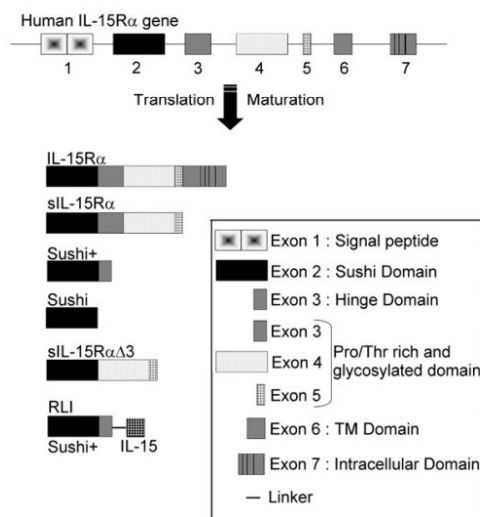 Human IL-15Rα gene
1 2 3 4 5 6 7
Translation Maturation
IL-15Rα
sIL-15Rα
Sushi+
Sushi
sIL-15RαΔ3
RLI
Sushi+ IL-15
Exon 1 : Signal peptide
Exon 2 : Sushi Domain
Exon 3 : Hinge Domain
Exon 3
Exon 4
Exon 5
Pro/Thr rich and
glycosylated domain
Exon 6 : TM Domain
Exon 7 : Intracellular Domain
Linker